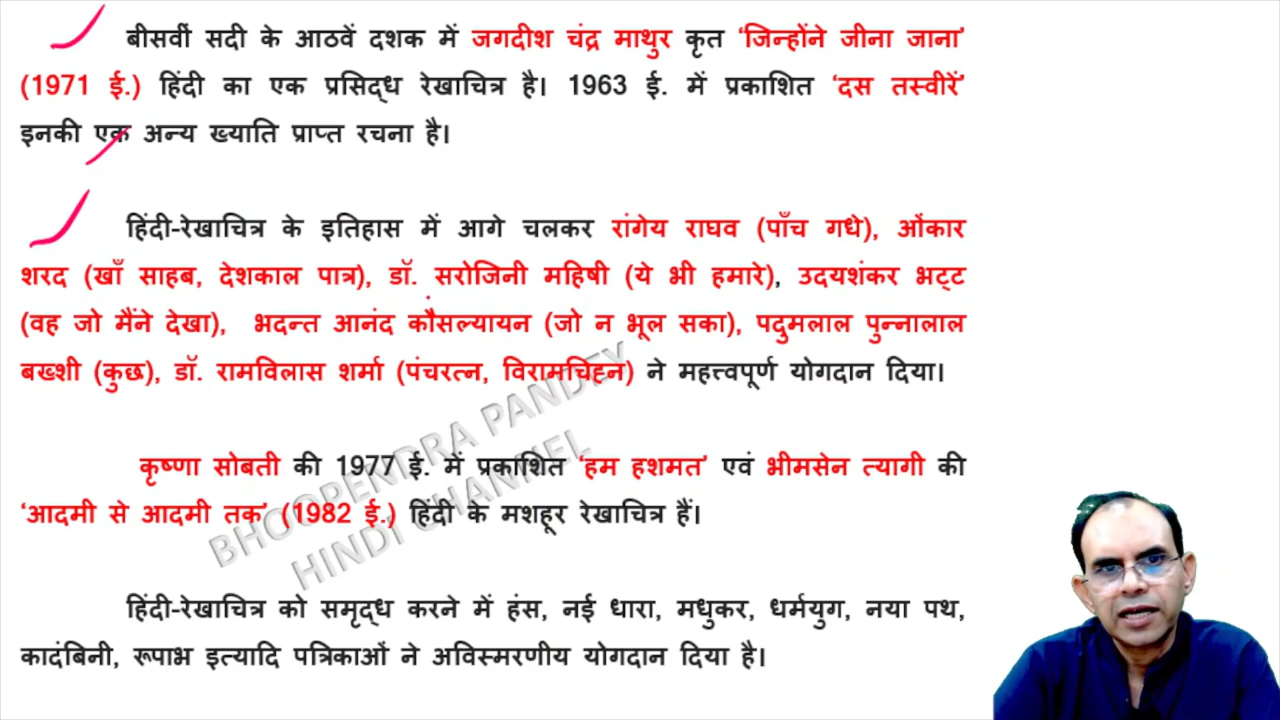 बीसवीं सदी के आठवें दशक में जगदीश चंद्र माथुर कृत ‘जिन्होंने जीना जाना’
(1971 ई.) हिंदी का एक प्रसिद्ध रेखाचित्र है। 1963 ई. में प्रकाशित ‘दस तस्वीरें’
इनकी एक अन्य ख्याति प्राप्त रचना है।
हिंदी-रेखाचित्र के इतिहास में आगे चलकर रांगेय राघव (पाँच गधे), ओंकार
शरद (खाँ साहब, देशकाल पात्र), डॉ. सरोजिनी महिषी (ये भी हमारे), उदयशंकर भट्ट
(वह जो मैंने देखा), भदन्त आनंद कौसल्यायन (जो न भूल सका), पदुमलाल पुन्नालाल
बख्शी (कुछ), डॉ. रामविलास शर्मा (पंचरत्न, विरामचिह्न) ने महत्त्वपूर्ण योगदान दिया।
कृष्णा सोबती की 1977 ई. में प्रकाशित ‘हम हशमत’ एवं भीमसेन त्यागी की
‘आदमी से आदमी तक’ (1982 ई.) हिंदी के मशहूर रेखाचित्र हैं।
हिंदी-रेखाचित्र को समृद्ध करने में हंस, नई धारा, मधुकर, धर्मयुग, नया पथ,
कादंबिनी, रूपाभ इत्यादि पत्रिकाओं ने अविस्मरणीय योगदान दिया है।
BHOOPENDRA PANDEY
HINDI CHANNEL